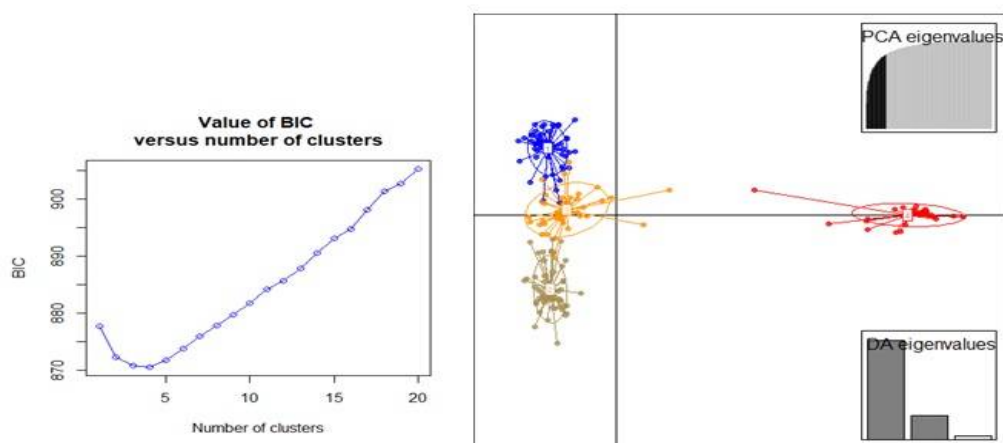 Value of BIC
versus number of clusters
BIC
900
890
880
870
5
10
15
20
Number of clusters
PCA eigenvalues
DA eigenvalues